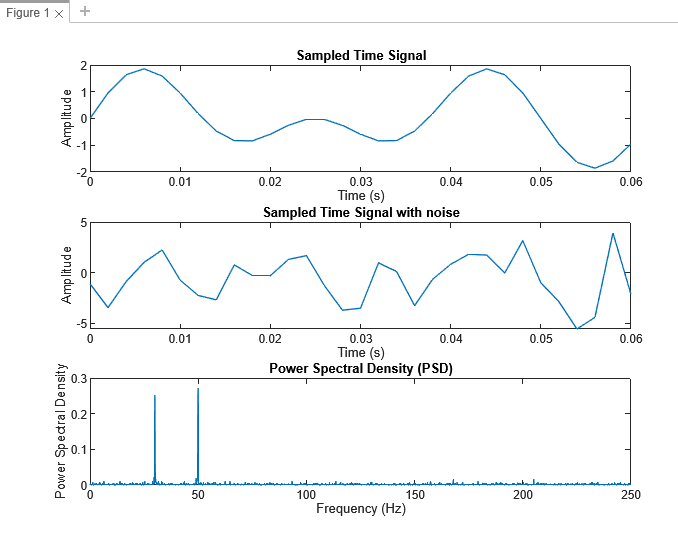 Figure 1 × +
Sampled Time Signal
2
1
0
-1
-2
Amplitude
0 0.01 0.02 0.03 0.04 0.05 0.06
Time (s)
Sampled Time Signal with noise
5
0
-5
Amplitude
0 0.01 0.02 0.03 0.04 0.05 0.06
Time (s)
Power Spectral Density (PSD)
0.3
0.2
0.1
0
Power Spectral Density
0 50 100 150 200 250
Frequency (Hz)